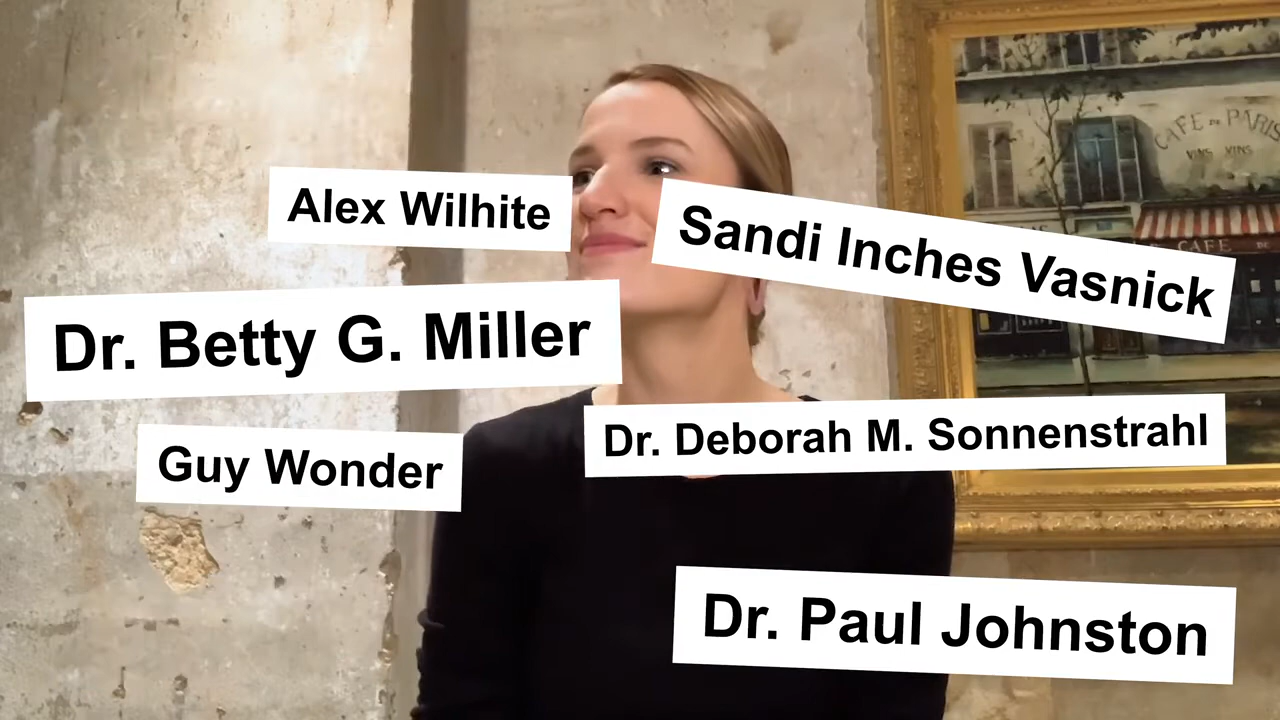 Alex Wilhite
Sandi Inches Vasnick
Dr. Betty G. Miller
Dr. Deborah M. Sonnenstrahl
Guy Wonder
Dr. Paul Johnston
CAFE DE PARIS
VINS VINS
CAFE DE